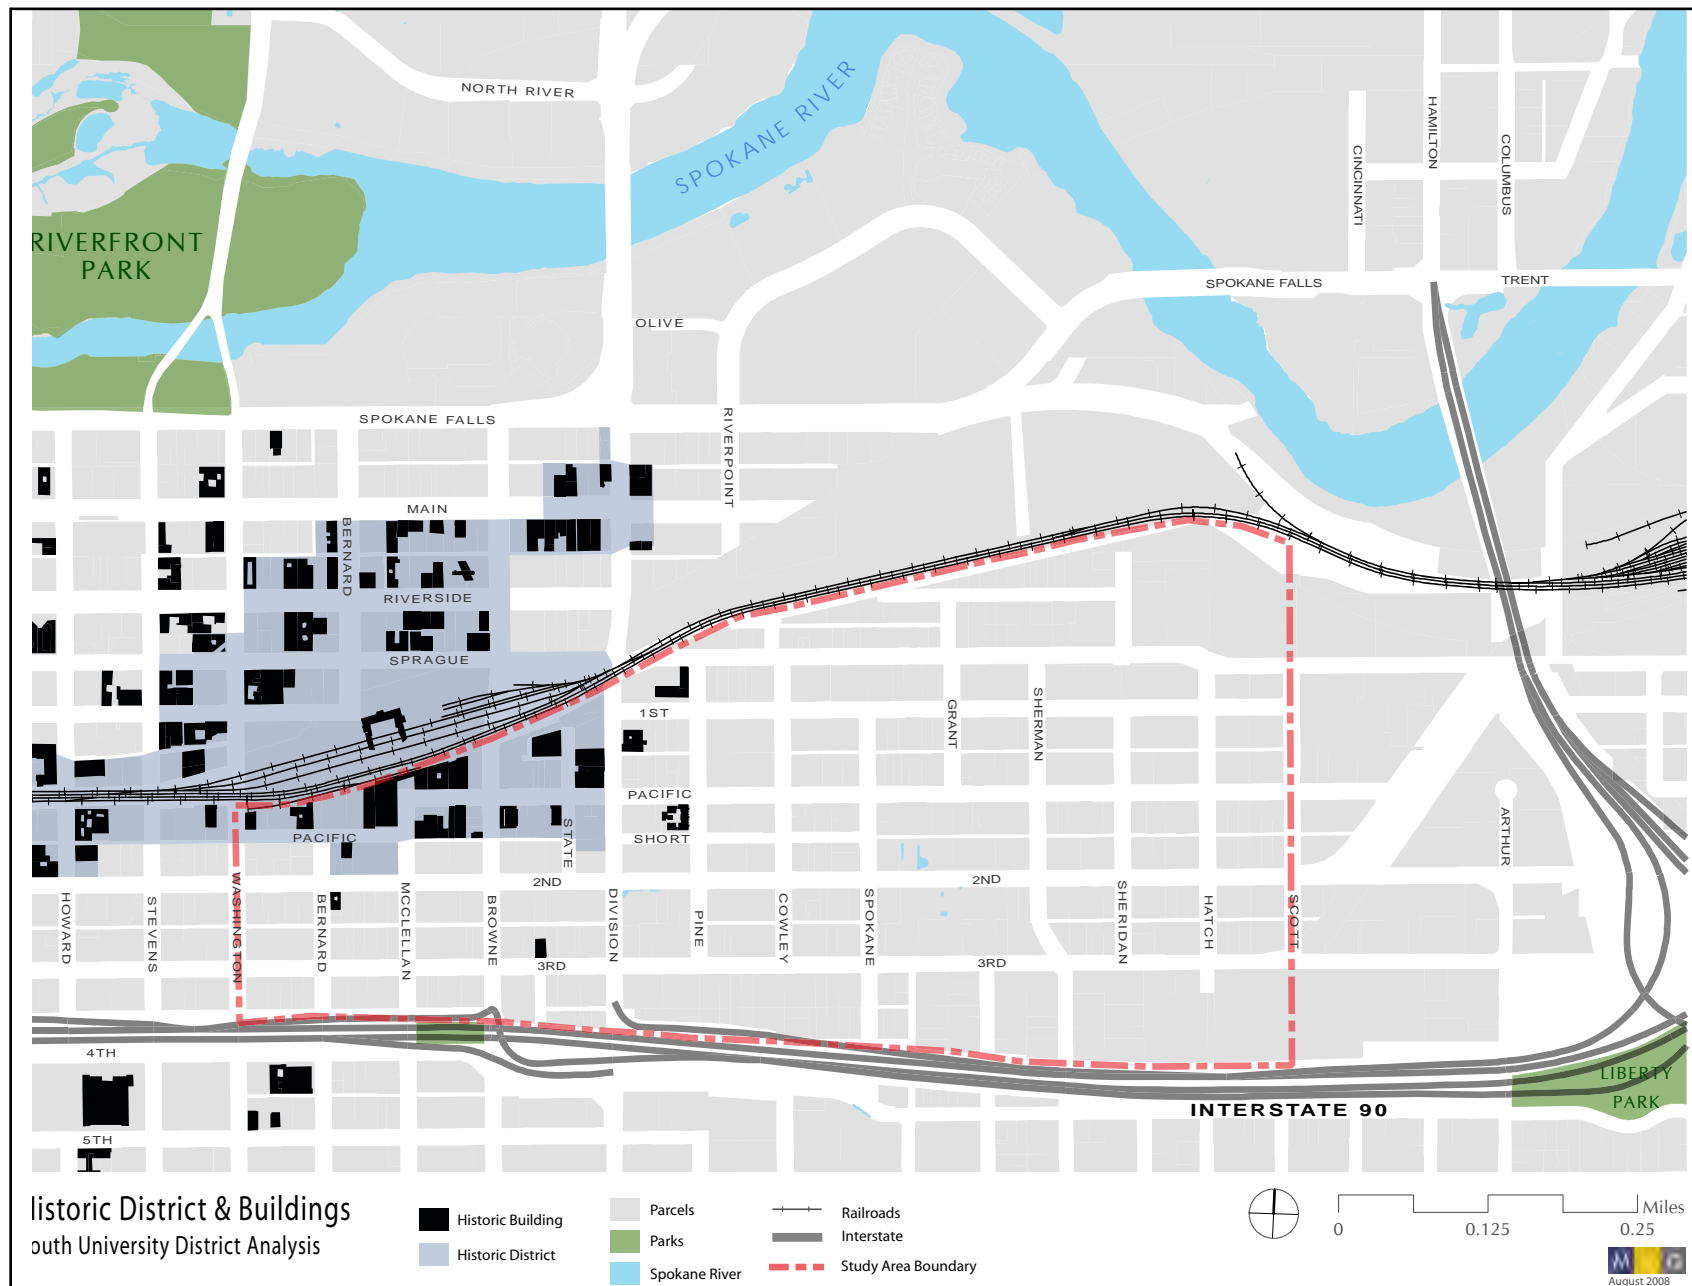 NORTH RIVER
SPOKANE RIVER
HAMILTON
COLUMBUS
CINCINNATI
RIVERFRONT
PARK
SPOKANE FALLS
TRENT
OLIVE
SPOKANE FALLS
RIVERPOINT
MAIN
BERNARD
RIVERSIDE
SPRAGUE
1ST
GRANT
SHERMAN
PACIFIC
PACIFIC
SHORT
STATE
ARTHUR
2ND
2ND
HOWARD
STEVENS
WASHINGTON
BERNARD
MCCLELLAN
BROWNE
DIVISION
PINE
COWLEY
SPOKANE
SHERIDAN
HATCH
SCOTT
3RD
3RD
4TH
LIBERTY
PARK
INTERSTATE 90
5TH
istoric District & Buildings
outh University District Analysis
Historic Building
Historic District
Parcels
Parks
Spokane River
Railroads
Interstate
Study Area Boundary
Miles
0 0.125 0.25
M I G
August 2008